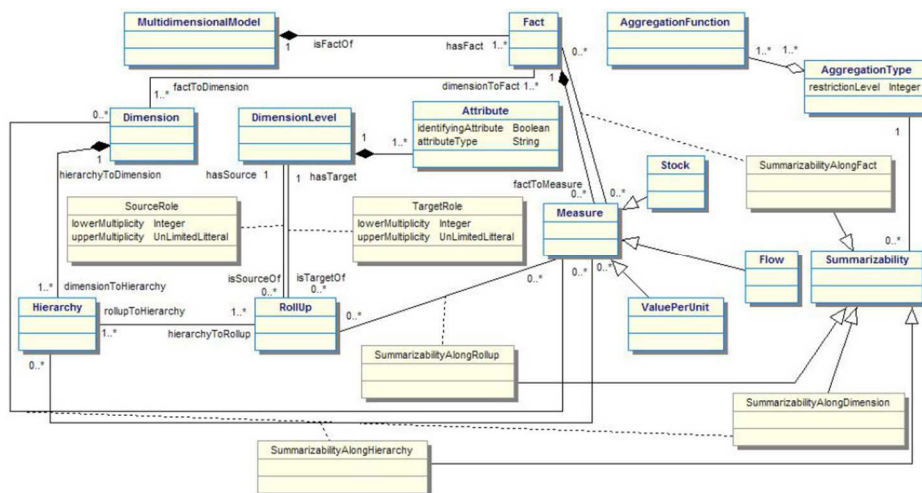 MultidimensionalModel
Fact
AggregationFunction
1
isFactOf
hasFact
1..*
0..*
1..*
1..*
AggregationType
restrictionLevel Integer
factToDimension
dimensionToFact
1
1..*
1..*
0..*
Dimension
DimensionLevel
Attribute
identifyingAttribute Boolean
attributeType String
1
1
1..*
1
hierarchyToDimension
hasSource
1
1
hasTarget
factToMeasure
Stock
SummarizabilityAlongFact
SourceRole
lowerMultiplicity Integer
upperMultiplicity UnLimitedLitteral
TargetRole
lowerMultiplicity Integer
upperMultiplicity UnLimitedLitteral
0..*
0..*
Measure
0..*
0..*
0..*
0..*
Flow
Summarizability
isSourceOf
isTargetOf
dimensionToHierarchy
1..*
0..*
0..*
Hierarchy
rollupToHierarchy
1..*
RollUp
ValuePerUnit
1..*
hierarchyToRollup
0..*
0..*
SummarizabilityAlongRollup
SummarizabilityAlongDimension
SummarizabilityAlongHierarchy